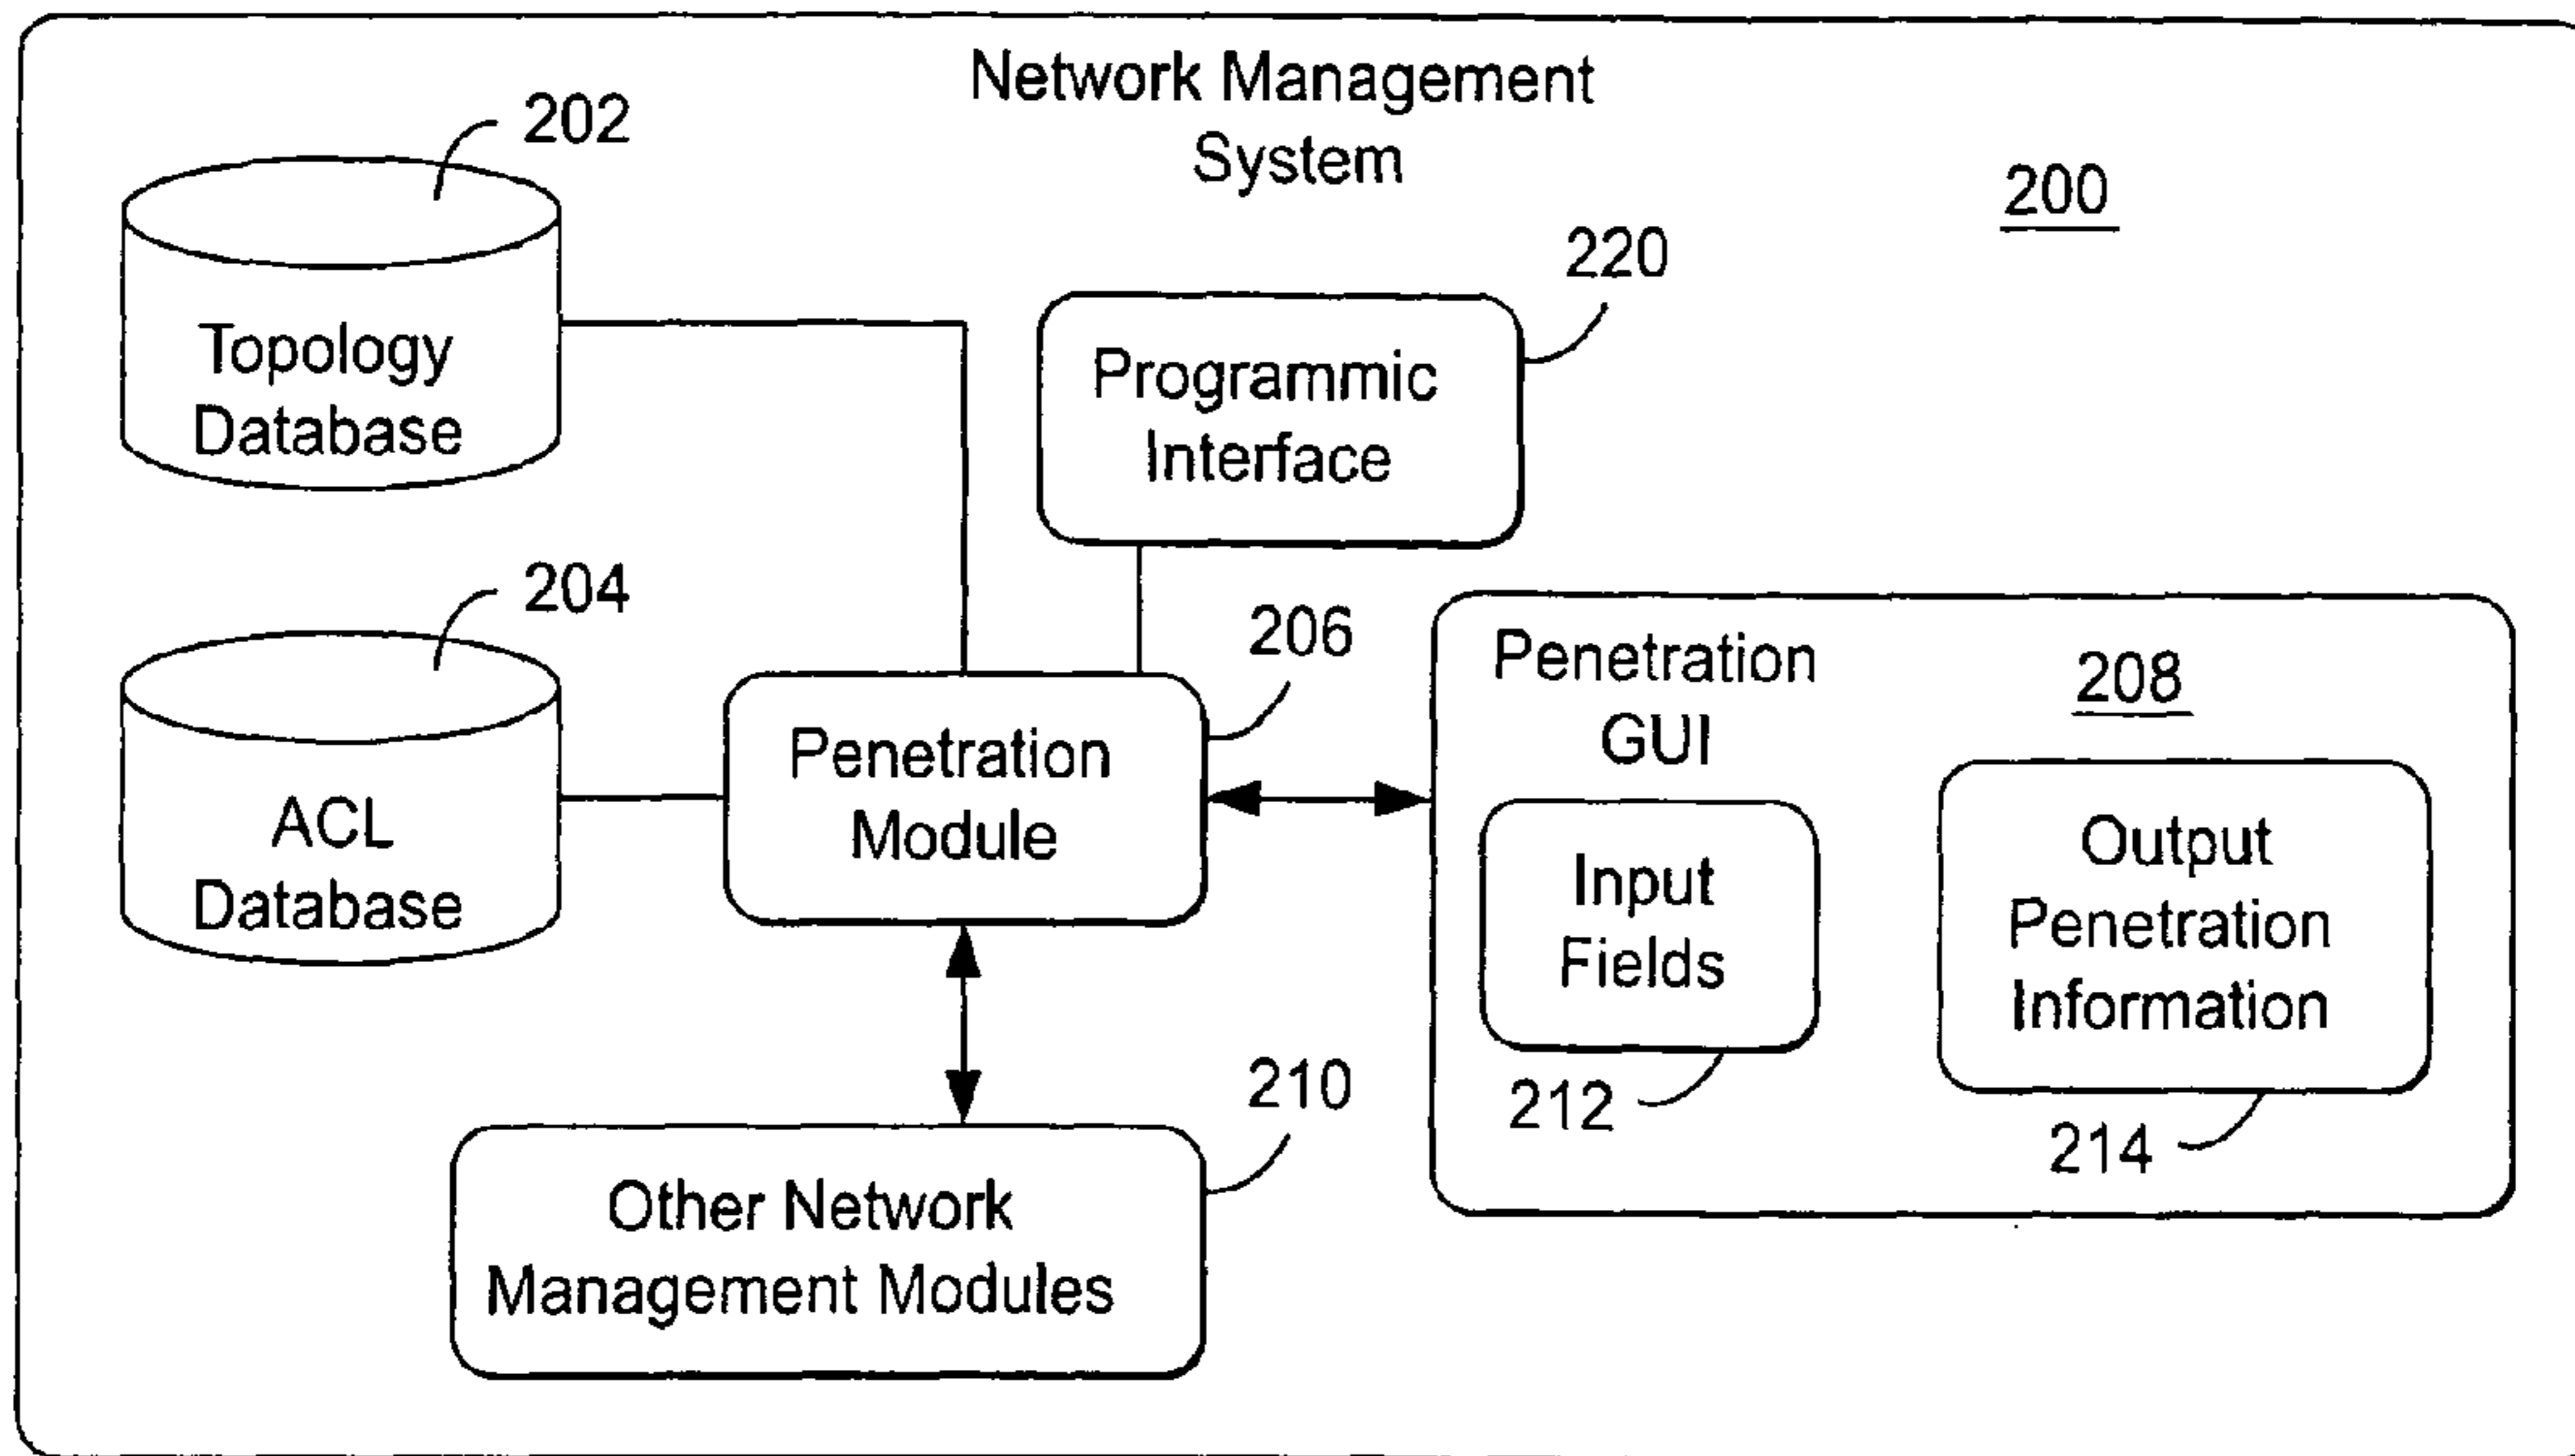 Network Management
System
200
202
Topology
Database
220
Programmic
Interface
204
ACL
Database
206
Penetration
Module
Penetration
GUI
208
Input
Fields
212
Output
Penetration
Information
214
210
Other Network
Management Modules